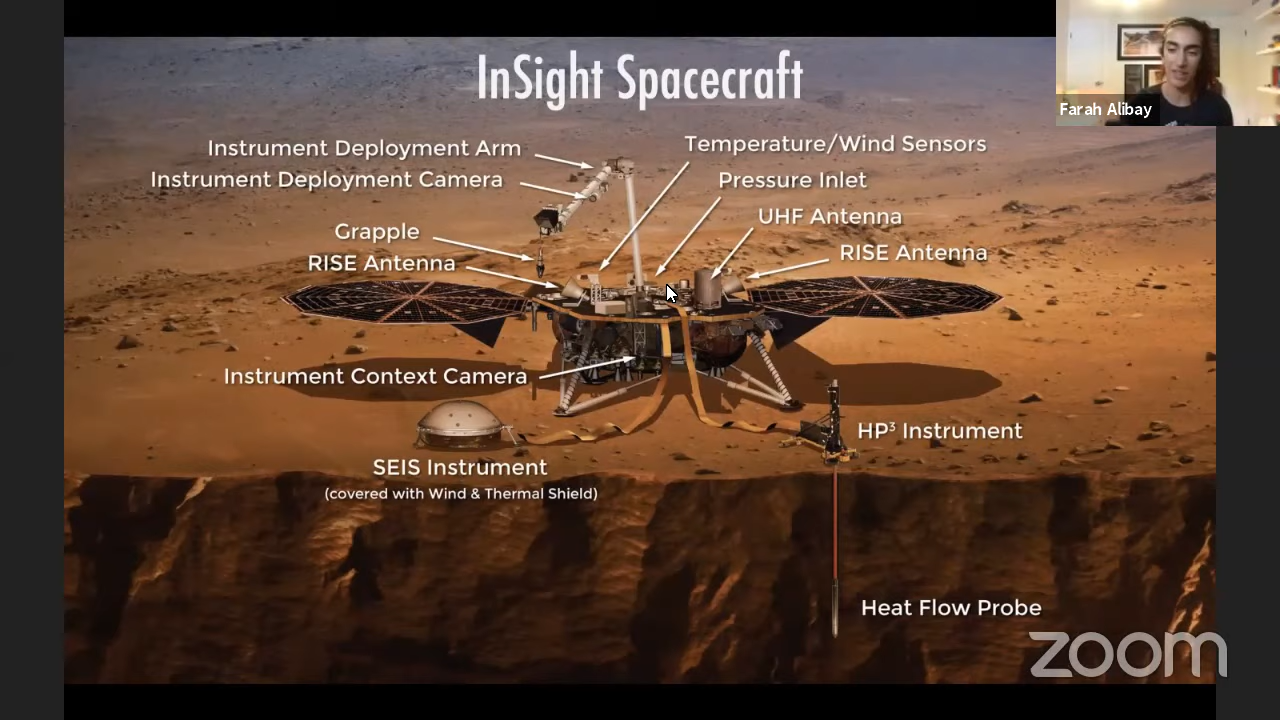 InSight Spacecraft
Farah Alibay
Instrument Deployment Arm
Instrument Deployment Camera
Grapple
RISE Antenna
Temperature/Wind Sensors
Pressure Inlet
UHF Antenna
RISE Antenna
Instrument Context Camera
SEIS Instrument
(covered with Wind & Thermal Shield)
HP³ Instrument
Heat Flow Probe
zoom